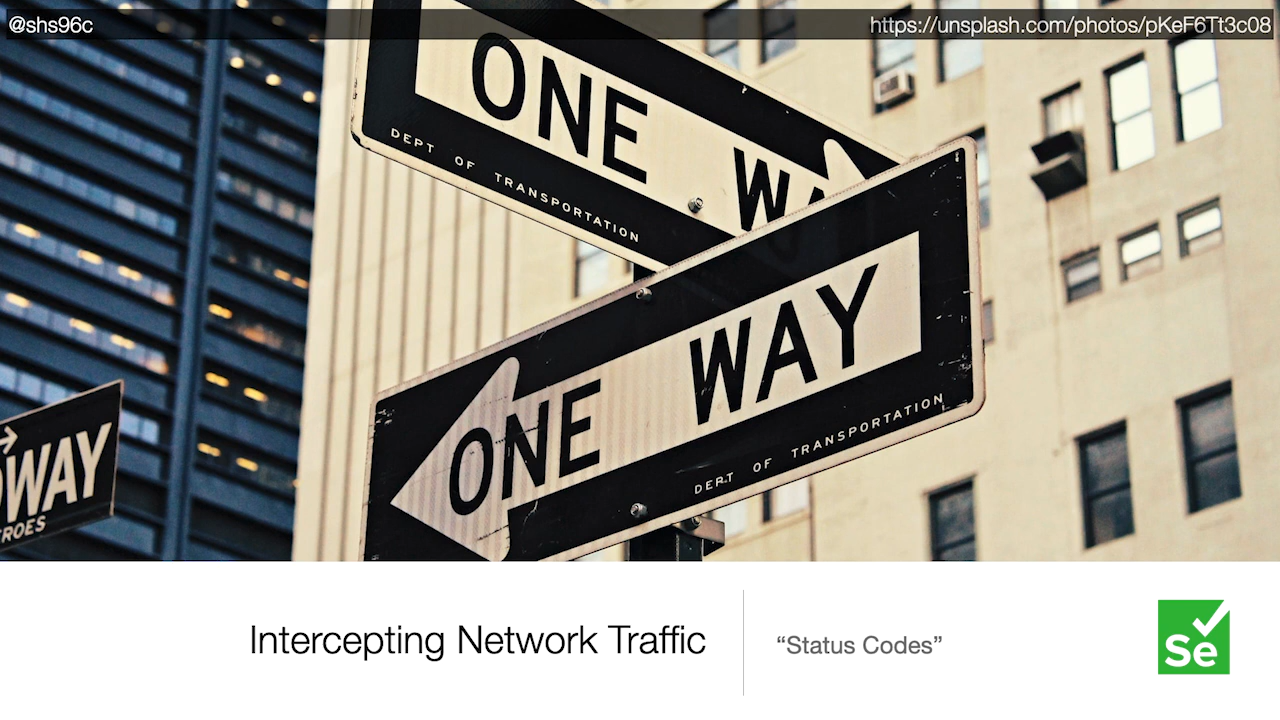 @shs96c
https://unsplash.com/photos/pKeF6Tt3c08
ONE WA
DEPT OF TRANSPORTATION
ONE WAY
DEPT OF TRANSPORTATION
WAY
EROES
Intercepting Network Traffic
“Status Codes”
Se